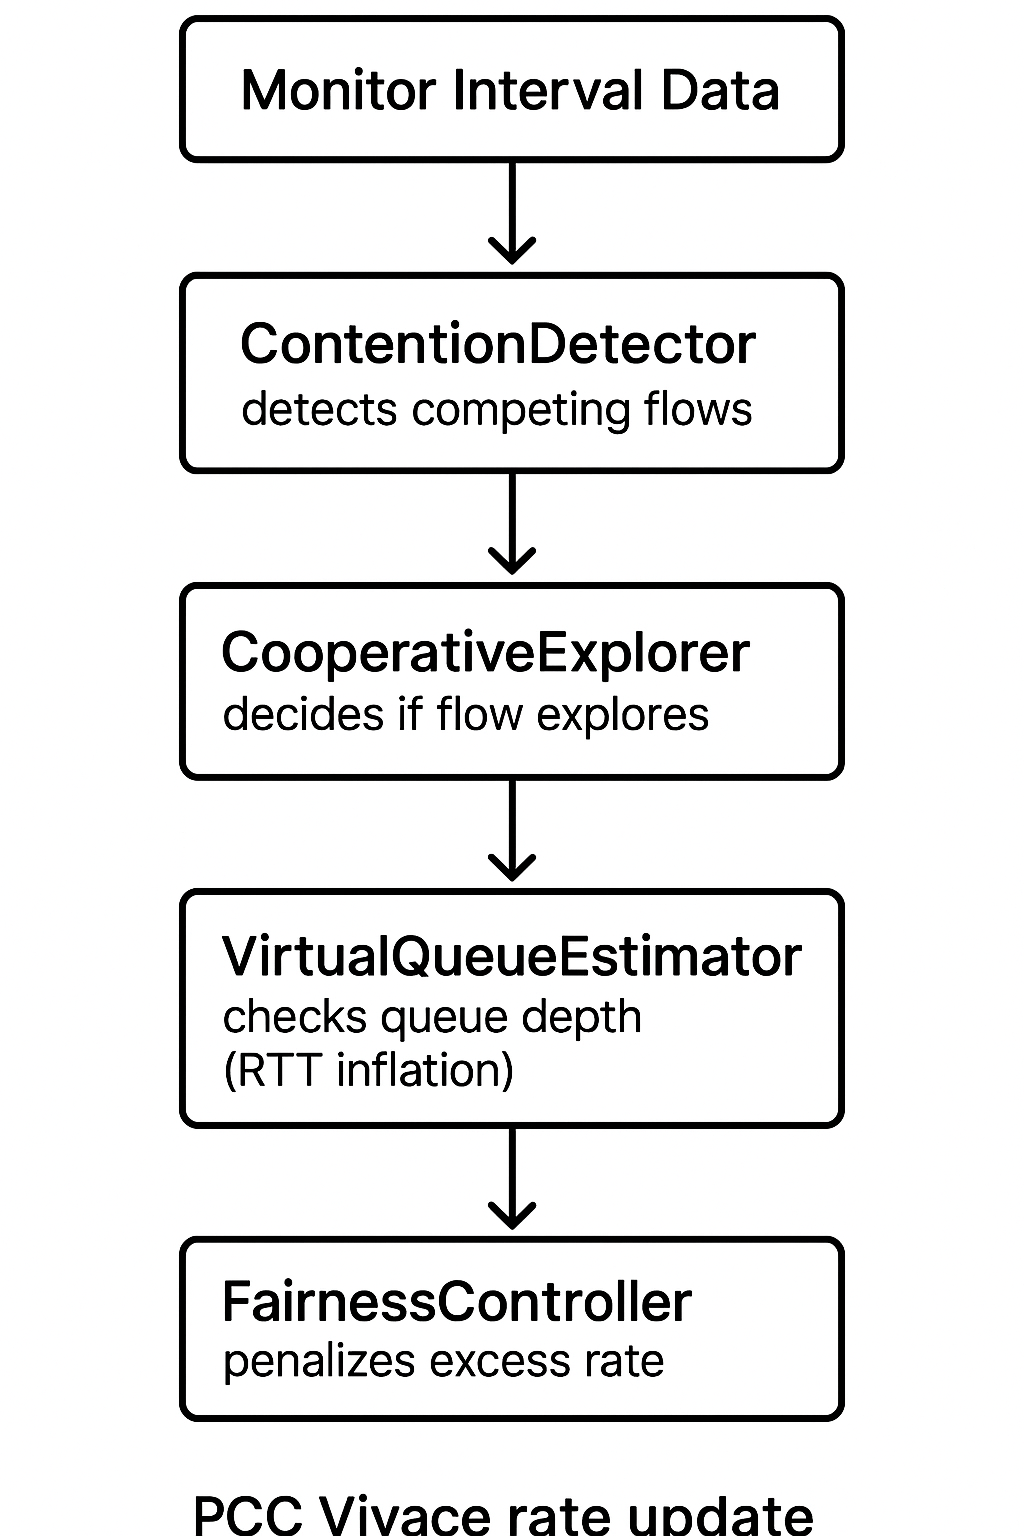 Monitor Interval Data
ContentionDetector
detects competing flows
CooperativeExplorer
decides if flow explores
VirtualQueueEstimator
checks queue depth
(RTT inflation)
FairnessController
penalizes excess rate
PCC Vivace rate update